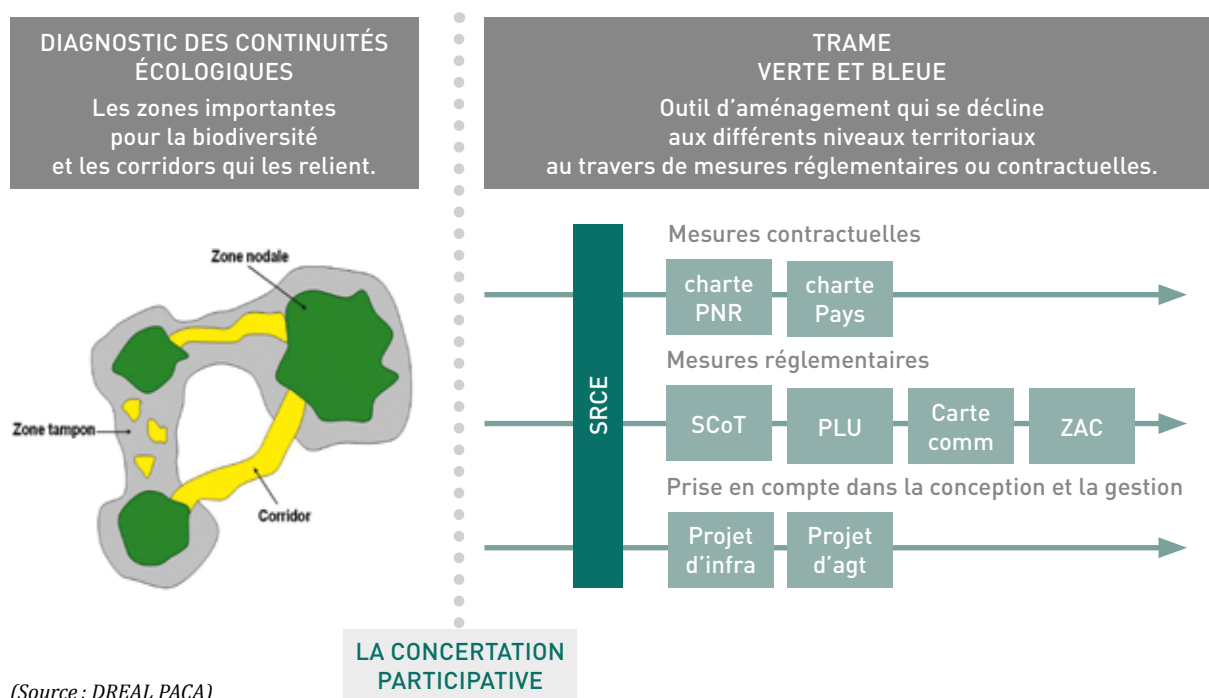 DIAGNOSTIC DES CONTINUITÉS
ÉCOLOGIQUES
Les zones importantes
pour la biodiversité
et les corridors qui les relient.
TRAME
VERTE ET BLEUE
Outil d’aménagement qui se décline
aux différents niveaux territoriaux
au travers de mesures réglementaires ou contractuelles.
Zone nodale
Zone tampon
Corridor
SRCE
Mesures contractuelles
charte
PNR
charte
Pays
Mesures réglementaires
SCoT
PLU
Carte
comm
ZAC
Prise en compte dans la conception et la gestion
Projet
d’infra
Projet
d’agt
LA CONCERTATION
PARTICIPATIVE
(Source : DREAL PACA)